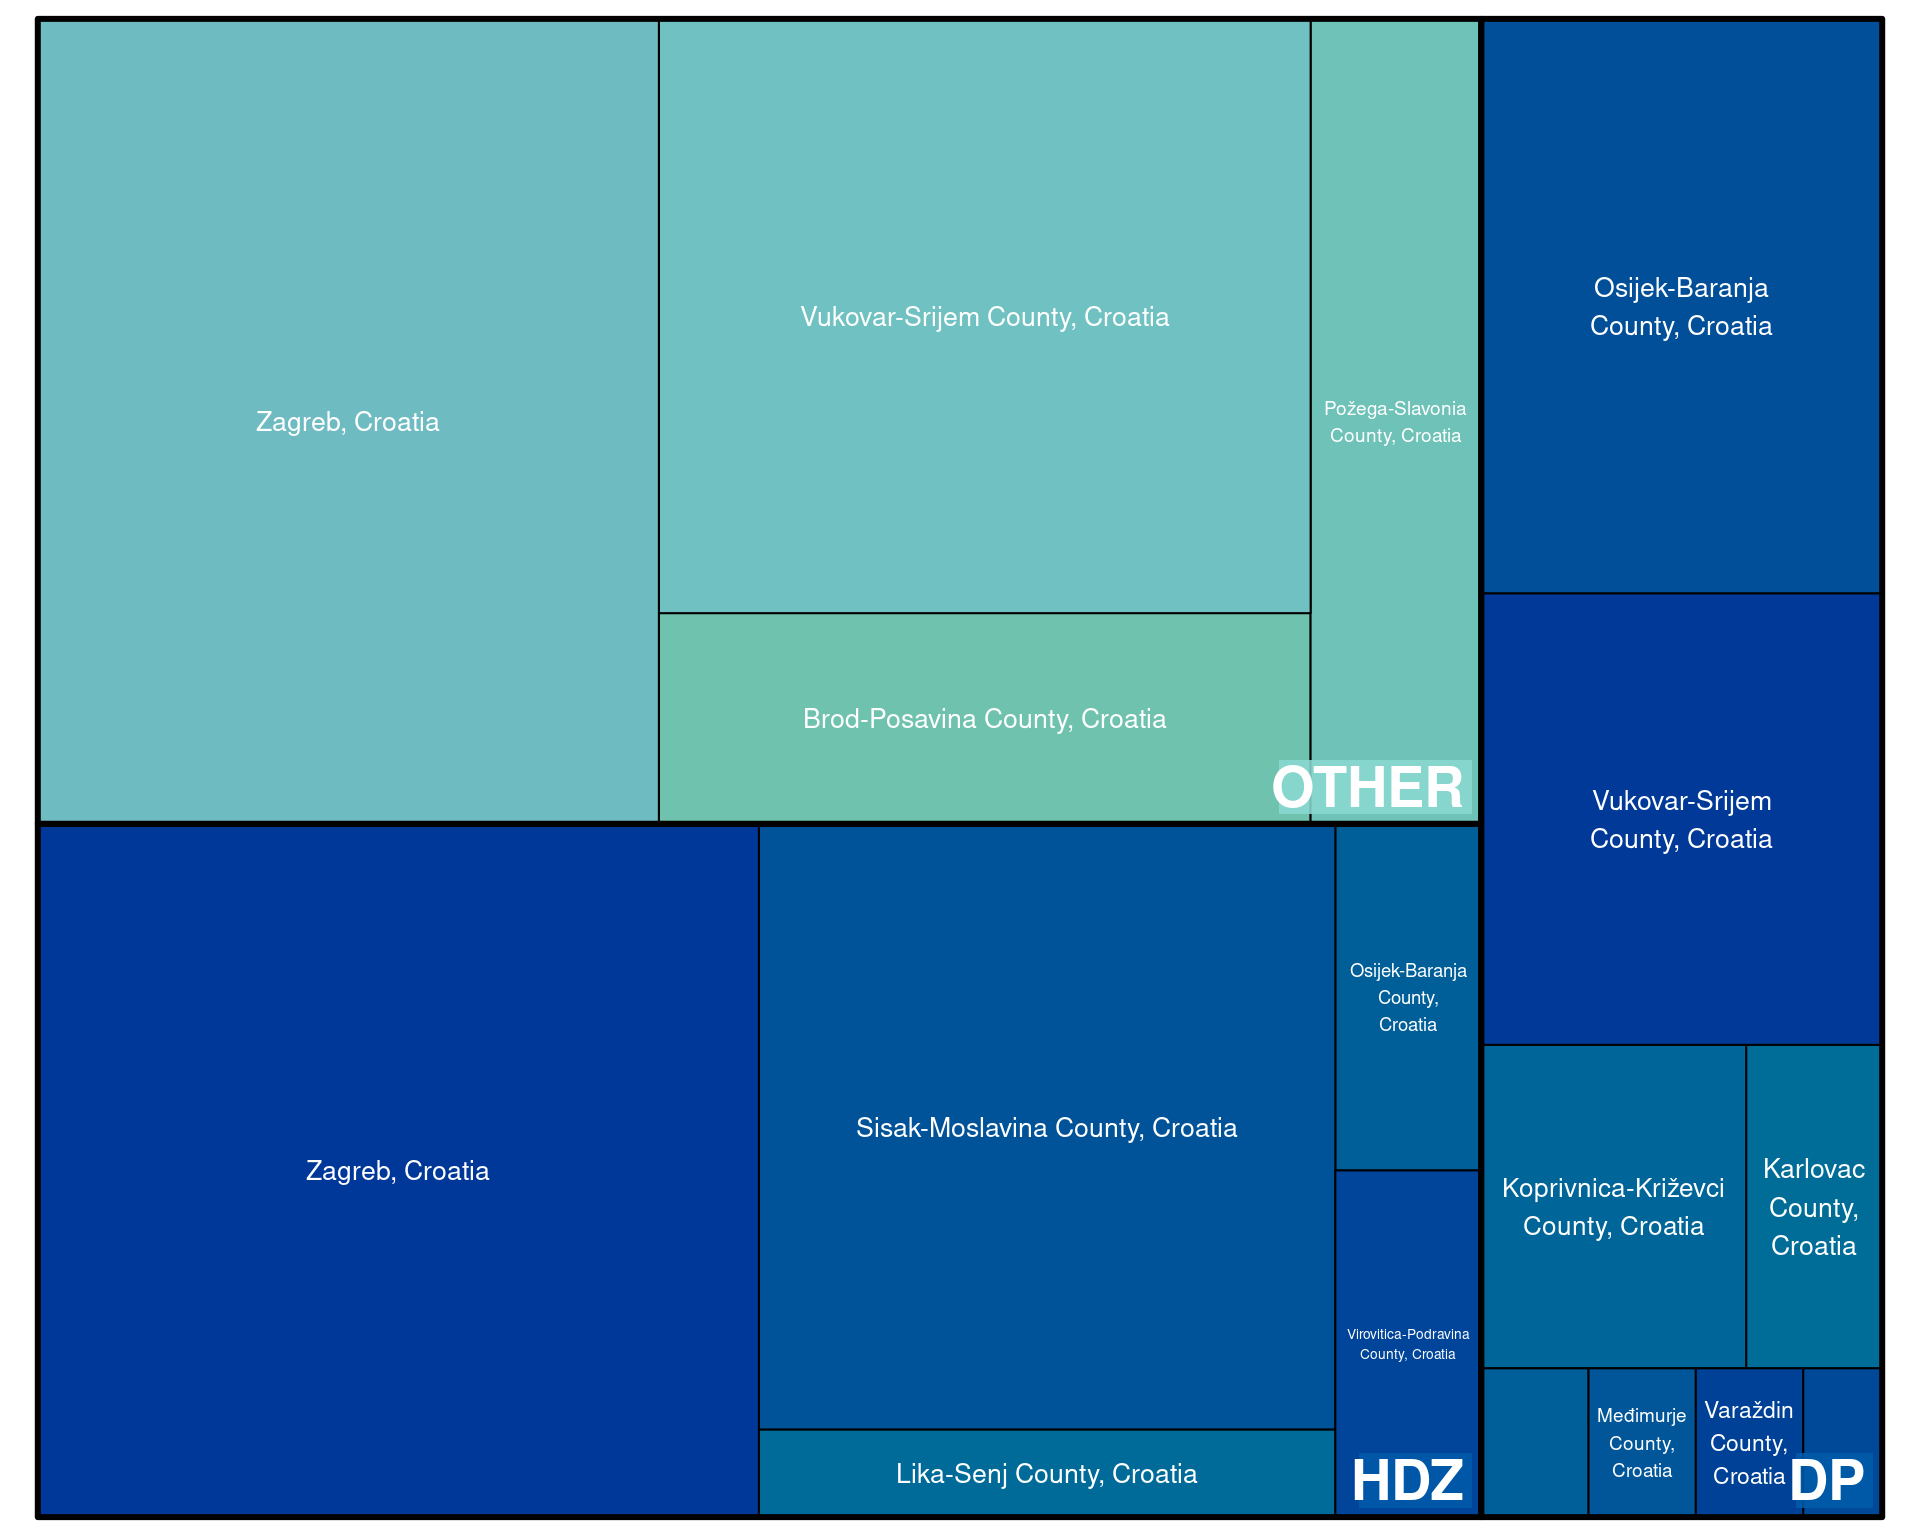 Zagreb, Croatia
Vukovar-Srijem County, Croatia
Požega-Slavonia
County, Croatia
Brod-Posavina County, Croatia
OTHER
Osijek-Baranja
County, Croatia
Vukovar-Srijem
County, Croatia
Zagreb, Croatia
Sisak-Moslavina County, Croatia
Osijek-Baranja
County,
Croatia
Virovitica-Podravina
County, Croatia
Lika-Senj County, Croatia
HDZ
Koprivnica-Križevci
County, Croatia
Karlovac
County,
Croatia
Međimurje
County,
Croatia
Varaždin
County,
Croatia
DP